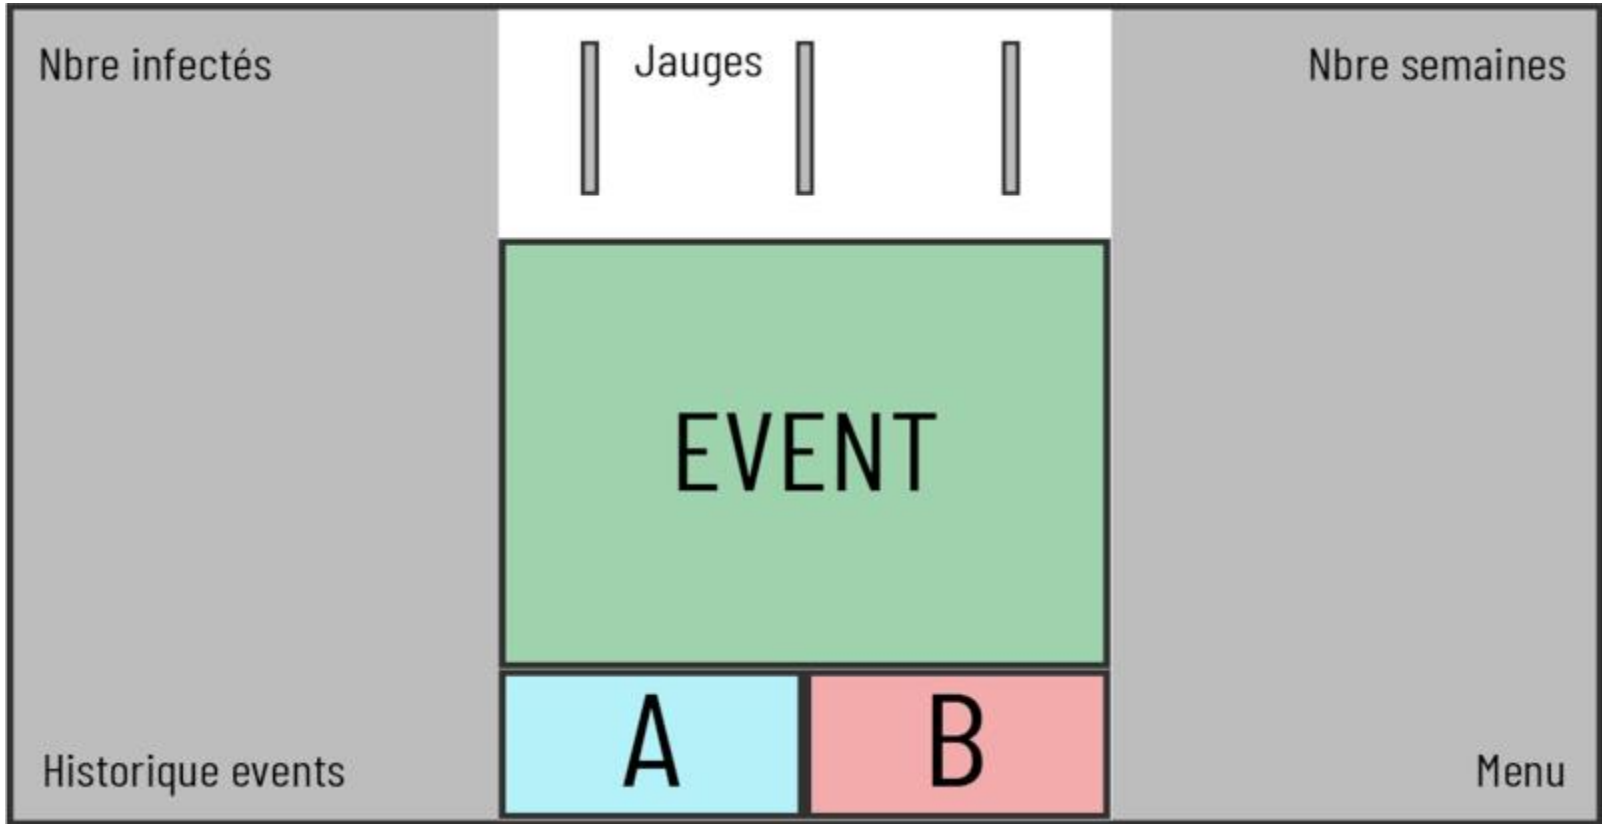 Nbre infectés
Jauges
Nbre semaines
EVENT
A
B
Historique events
Menu